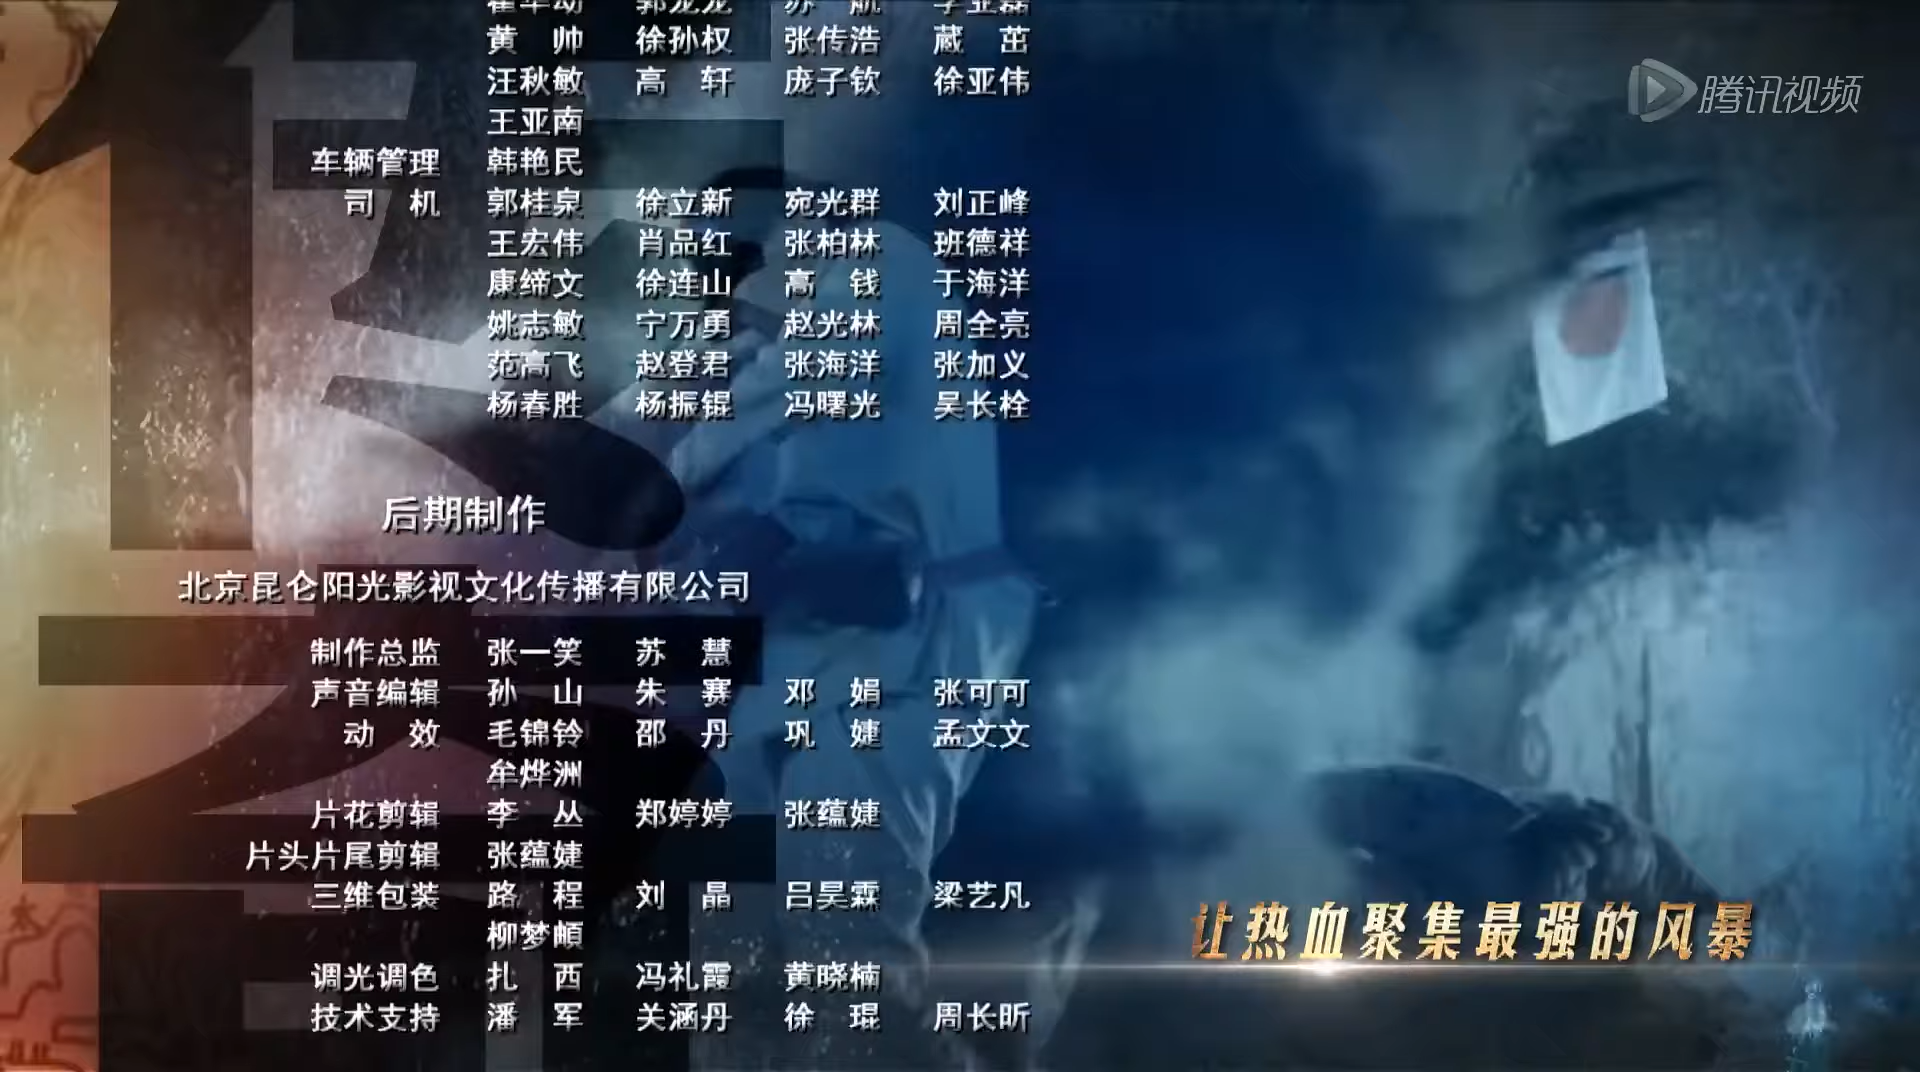 黄 帅 徐孙权 张传浩 蒇 茁
汪秋敏 高 轩 庞子钦 徐亚伟
王亚南
车辆管理 韩艳民
司 机 郭桂泉 徐立新 宛光群 刘正峰
王宏伟 肖品红 张柏林 班德祥
康缔文 徐连山 高 钱 于海洋
姚志敏 宁万勇 赵光林 周全亮
范高飞 赵登君 张海洋 张加义
杨春胜 杨振锟 冯曙光 吴长栓
后期制作
北京昆仑阳光影视文化传播有限公司
制作总监 张一笑 苏 慧
声音编辑 孙 山 朱 赛 邓 娟 张可可
动 效 毛锦铃 邵 丹 巩 婕 孟文文
牟烨洲
片花剪辑 李 丛 郑婷婷 张蕴婕
片头片尾剪辑 张蕴婕
三维包装 路 程 刘 晶 吕昊霖 梁艺凡
柳梦頔
调光调色 扎 西 冯礼霞 黄晓楠
技术支持 潘 军 关涵丹 徐 琨 周长昕
腾讯视频
让热血聚集最强的风暴